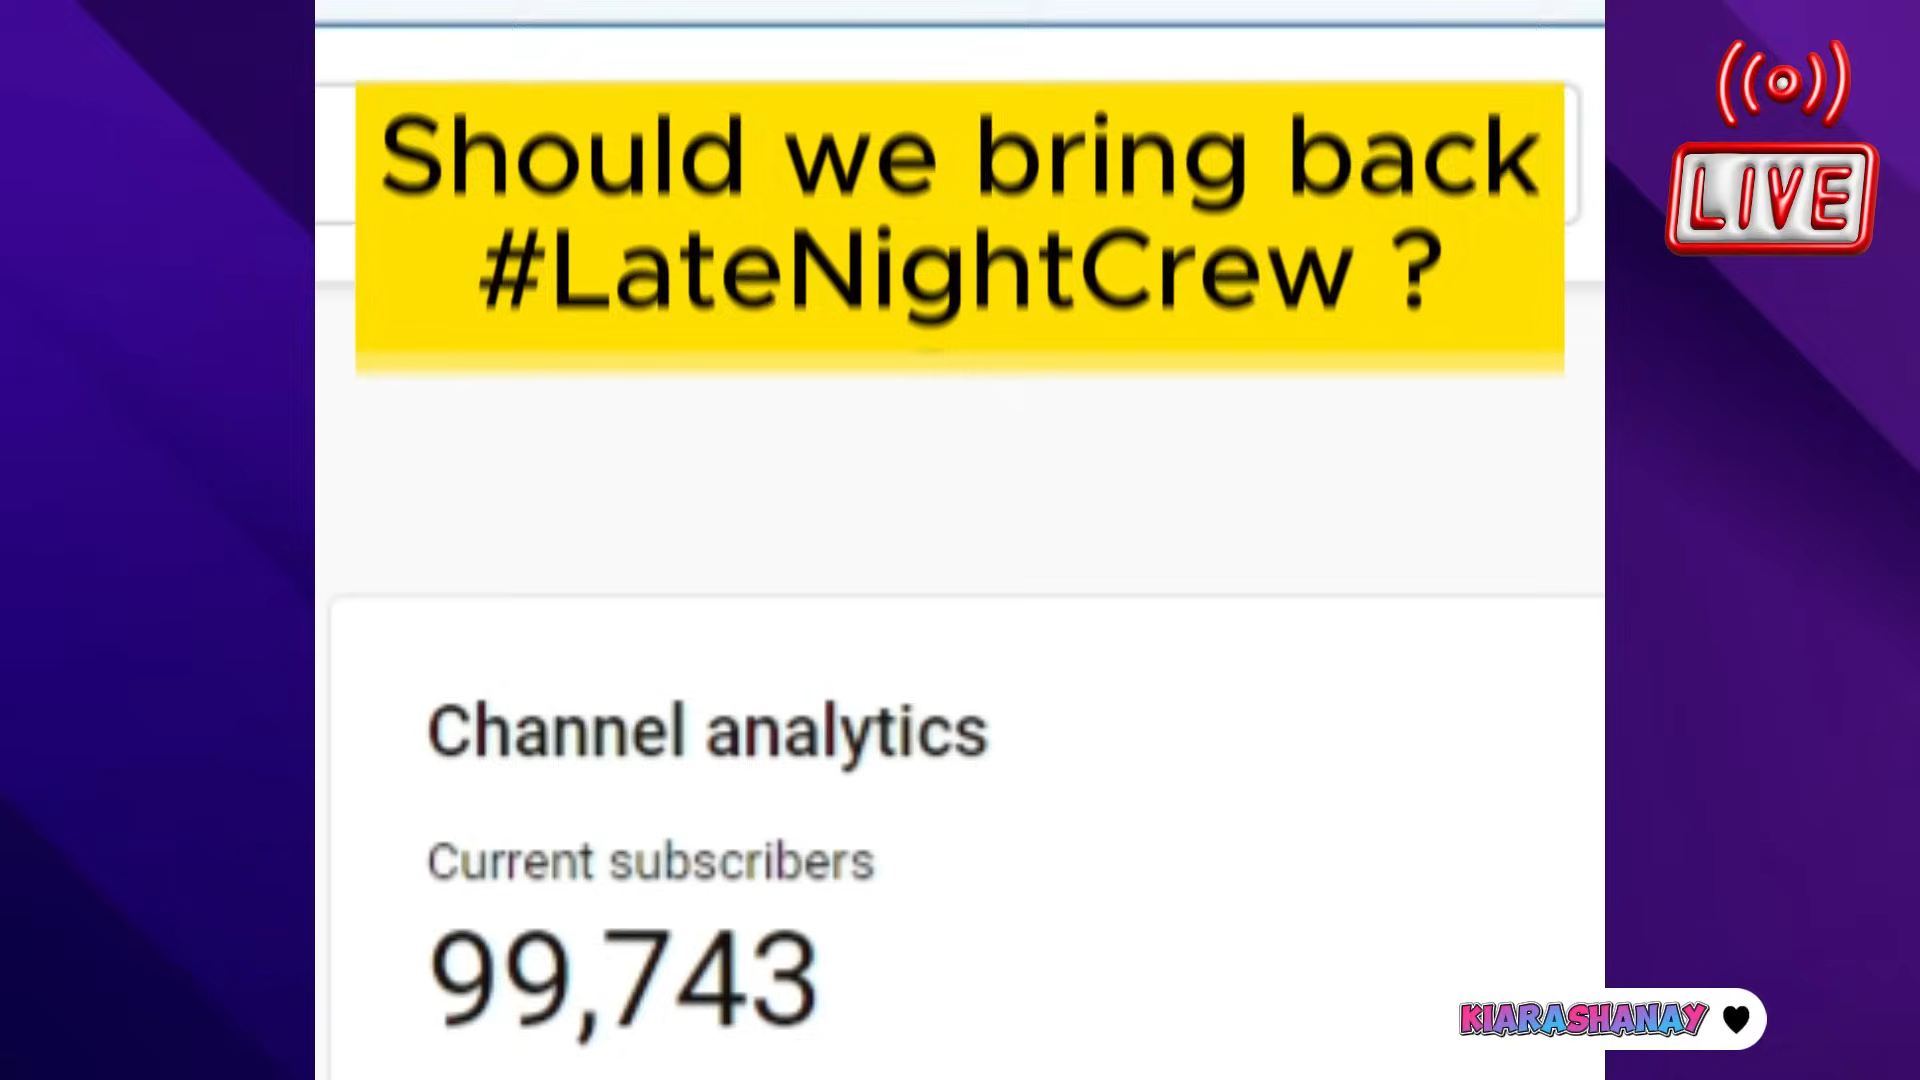 Should we bring back
#LateNightCrew ?
LIVE
Channel analytics
Current subscribers
99,743
KIARASHANAY